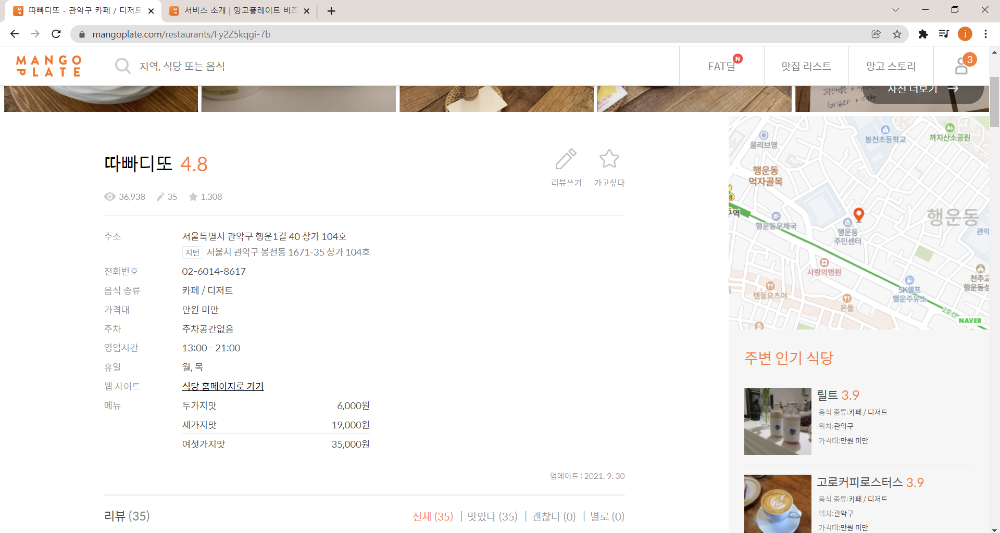 따빠디또 - 관악구 카페 / 디저트
서비스 소개 | 망고플레이트 비즈
mangoplate.com/restaurants/Fy2Z5kqgi-7b
j
MANGO
PLATE
지역, 식당 또는 음식
EAT딜
N
맛집 리스트
망고 스토리
3
사진 더보기
따빠디또 4.8
36,938 35 1,308
리뷰쓰기
가고싶다
주소 서울특별시 관악구 행운1길 40 상가 104호
지번 서울시 관악구 봉천동 1671-35 상가 104호
전화번호 02-6014-8617
음식 종류 카페 / 디저트
가격대 만원 미만
주차 주차공간없음
영업시간 13:00 - 21:00
휴일 월, 목
웹 사이트 식당 홈페이지로 가기
메뉴 두가지맛 6,000원
세가지맛 19,000원
여섯가지맛 35,000원
업데이트 : 2021. 9. 30
리뷰 (35)
전체 (35) | 맛있다 (35) | 괜찮다 (0) | 별로 (0)
올리브영
봉천초등학교
까치산소공원
행운동
먹자골목
8
구역
행운동우체국
행운동
주민센터
행운동
관악
사랑의병원
천주교
행운동성
텐동요츠야
온돌
SK셀프
행운주유소
2호선
NAVER
주변 인기 식당
릴트 3.9
음식 종류:카페 / 디저트
위치:관악구
가격대:만원 미만
고로커피로스터스 3.9
음식 종류:카페 / 디저트
위치:관악구
가격대:만원 미만